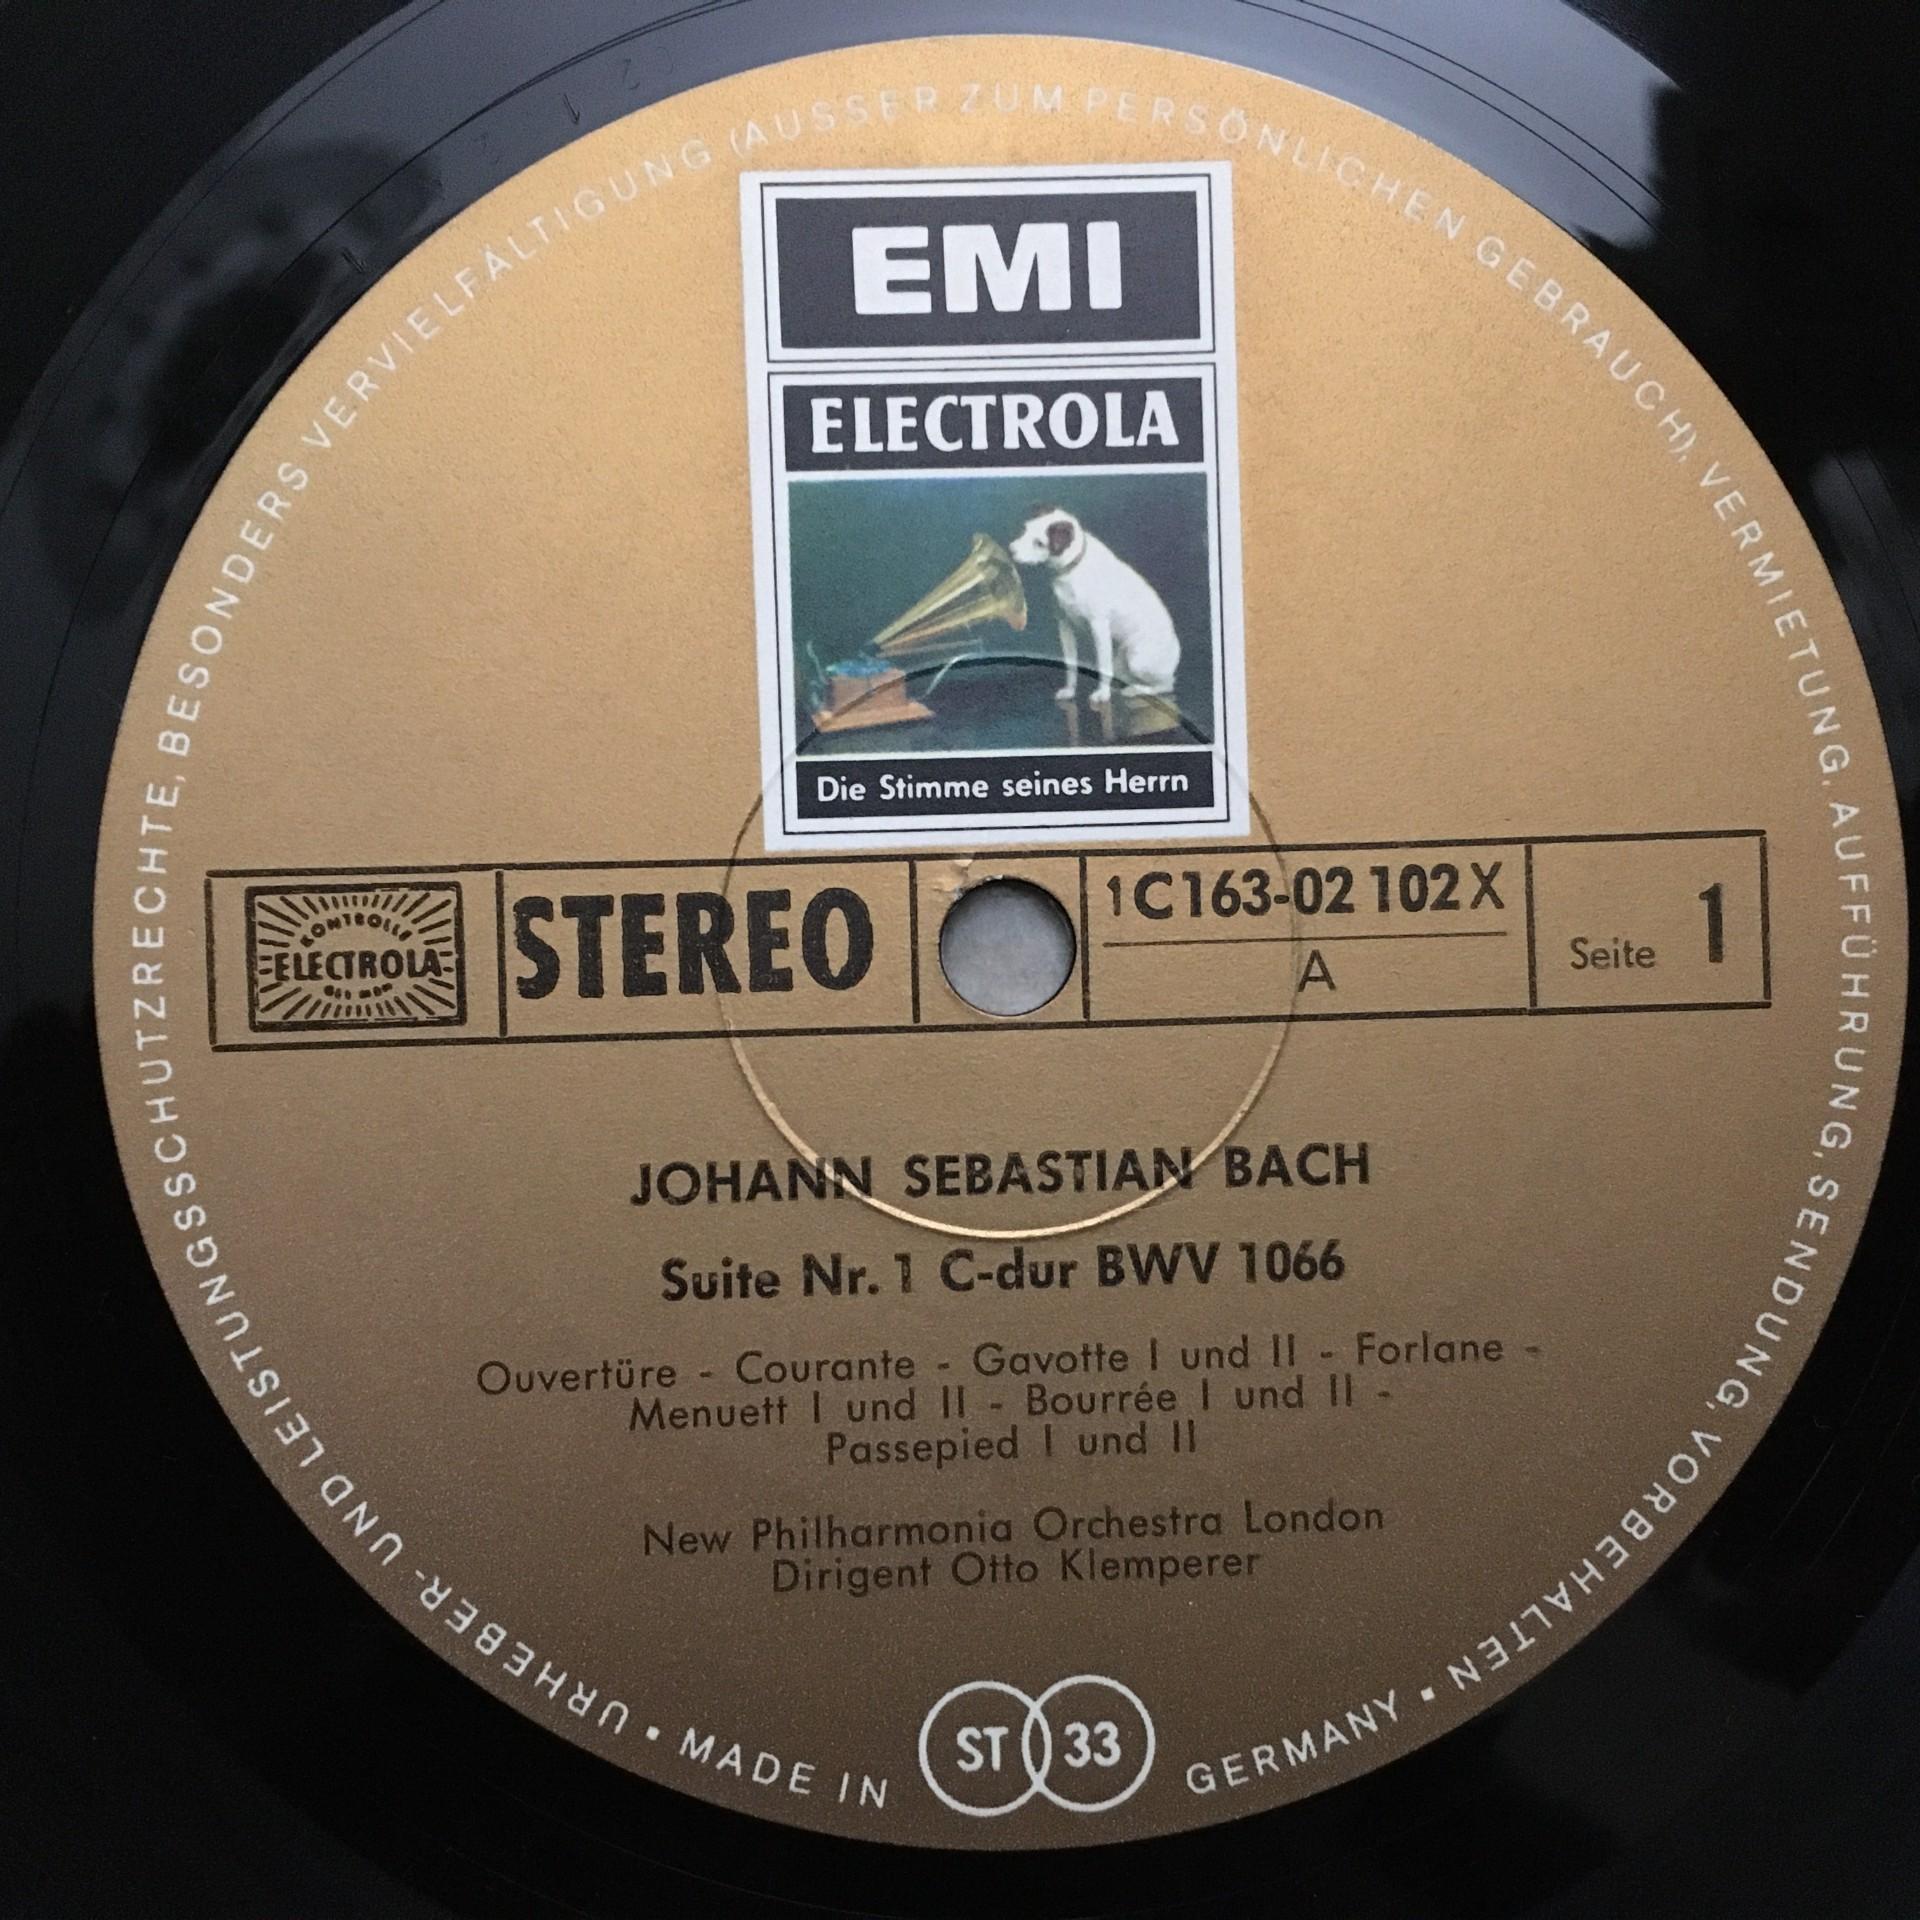 EMI
ELECTROLA
Die Stimme seines Herrn
KONTROLLE
ELECTROLA
STEREO
1C163-02 102X
A
Seite 1
JOHANN SEBASTIAN BACH
Suite Nr. 1 C-dur BWV 1066
Ouvertüre - Courante - Gavotte I und II - Forlane -
Menuett I und II - Bourrée I und II -
Passepied I und II
New Philharmonia Orchestra London
Dirigent Otto Klemperer
ST 33
MADE IN GERMANY
URHEBER- UND LEISTUNGSSCHUTZRECHTE, BESONDERS VERVIELFÄLTIGUNG (AUSSER ZUM PERSÖNLICHEN GEBRAUCH), VERMIETUNG, AUFFÜHRUNG, SENDUNG, VORBEHALTEN